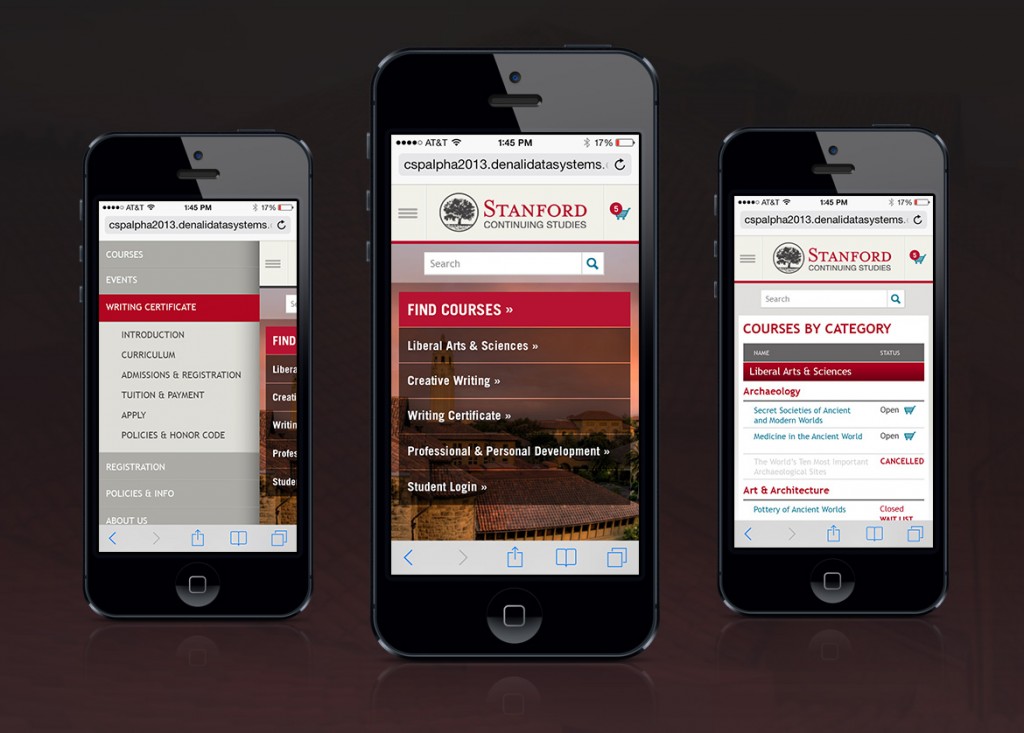 AT&T 1:45 PM 17%
cspalpha2013.denalidatasystems.
COURSES
EVENTS
WRITING CERTIFICATE
INTRODUCTION
CURRICULUM
ADMISSIONS & REGISTRATION
TUITION & PAYMENT
APPLY
POLICIES & HONOR CODE
REGISTRATION
POLICIES & INFO
ABOUT US
S
FIND
Libera
Creati
Writin
Profes
Stude
AT&T 1:45 PM 17%
cspalpha2013.denalidatasystems.
STANFORD
CONTINUING STUDIES
5
Search
FIND COURSES »
Liberal Arts & Sciences »
Creative Writing »
Writing Certificate »
Professional & Personal Development »
Student Login »
AT&T 1:45 PM 17%
cspalpha2013.denalidatasystems.
STANFORD
CONTINUING STUDIES
5
Search
COURSES BY CATEGORY
NAME STATUS
Liberal Arts & Sciences
Archaeology
Secret Societies of Ancient Open
and Modern Worlds
Medicine in the Ancient World Open
The World's Ten Most Important CANCELLED
Archaeological Sites
Art & Architecture
Pottery of Ancient Worlds Closed
WAIT LIST